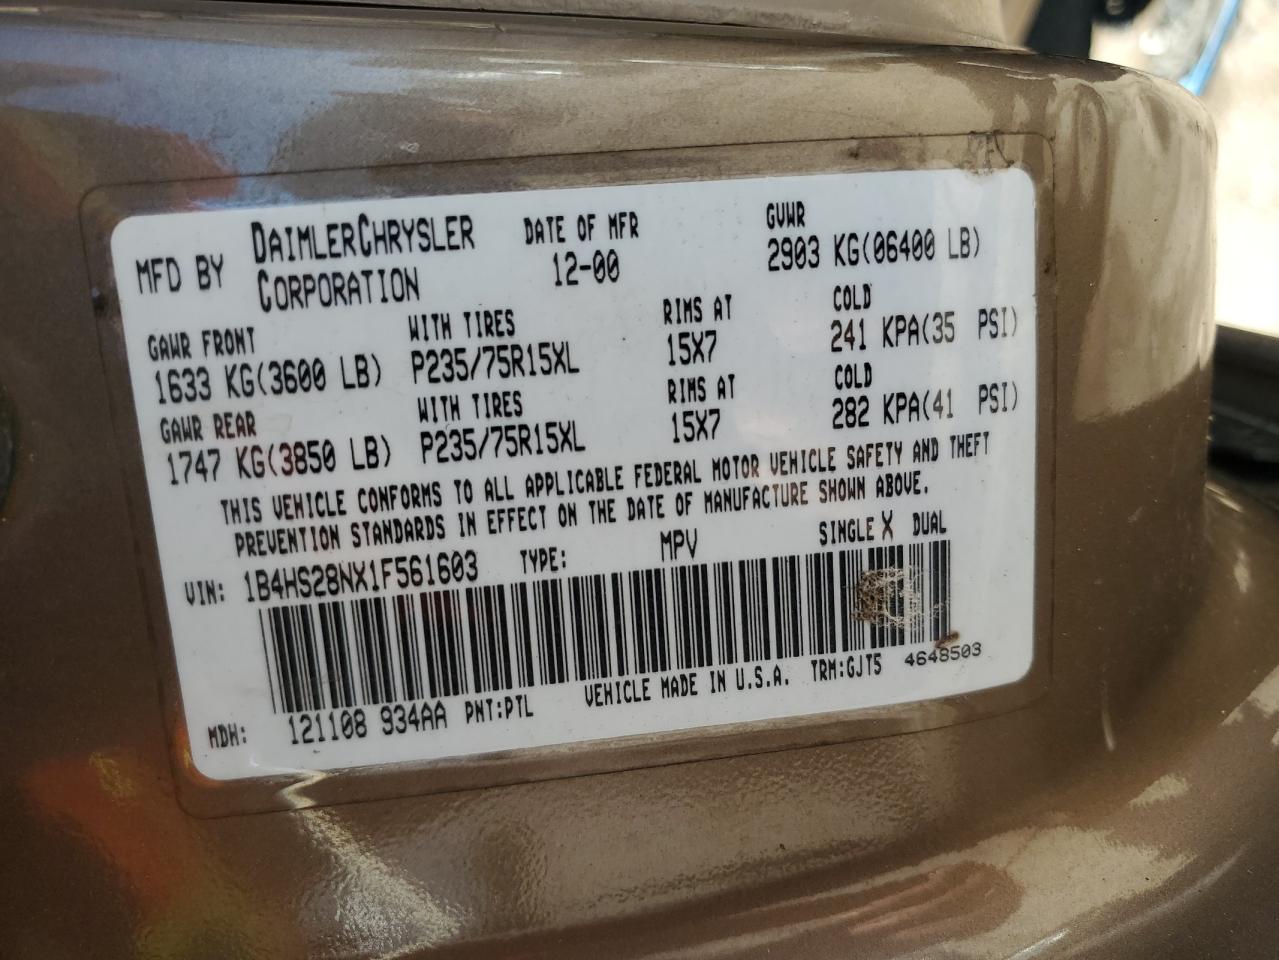 MFD BY DAIMLERCHRYSLER CORPORATION DATE OF MFR 12-00 GVWR 2903 KG(06400 LB)
GAWR FRONT WITH TIRES RIMS AT COLD
1633 KG(3600 LB) P235/75R15XL 15X7 241 KPA(35 PSI)
GAWR REAR WITH TIRES RIMS AT COLD
1747 KG(3850 LB) P235/75R15XL 15X7 282 KPA(41 PSI)
THIS VEHICLE CONFORMS TO ALL APPLICABLE FEDERAL MOTOR VEHICLE SAFETY AND THEFT
PREVENTION STANDARDS IN EFFECT ON THE DATE OF MANUFACTURE SHOWN ABOVE.
VIN: 1B4HS28NX1F561603 TYPE: MPV SINGLE X DUAL
MDH: 121108 934AA PNT:PTL VEHICLE MADE IN U.S.A. TRM:GJT5 4648503